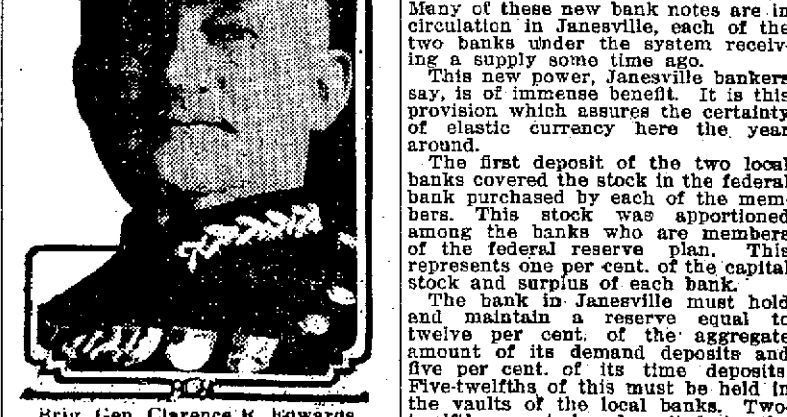 Brig. Gen. Clarence R. Edwards
Many of these new bank notes are in
circulation in Janesville, each of the
two banks under the system receiv-
ing a supply some time ago.
This new power, Janesville bankers
say, is of immense benefit. It is this
provision which assures the certainty
of elastic currency here the year
around.
The first deposit of the two local
banks covered the stock in the federal
bank purchased by each of the mem-
bers. This stock was apportioned
among the banks who are members
of the federal reserve plan. This
represents one per cent. of the capital
stock and surplus of each bank.
The bank in Janesville must hold
and maintain a reserve equal to
twelve per cent. of the aggregate
amount of its demand deposits and
five per cent. of its time deposits
Five-twelfths of this must be held in
the vaults of the local banks. Two-